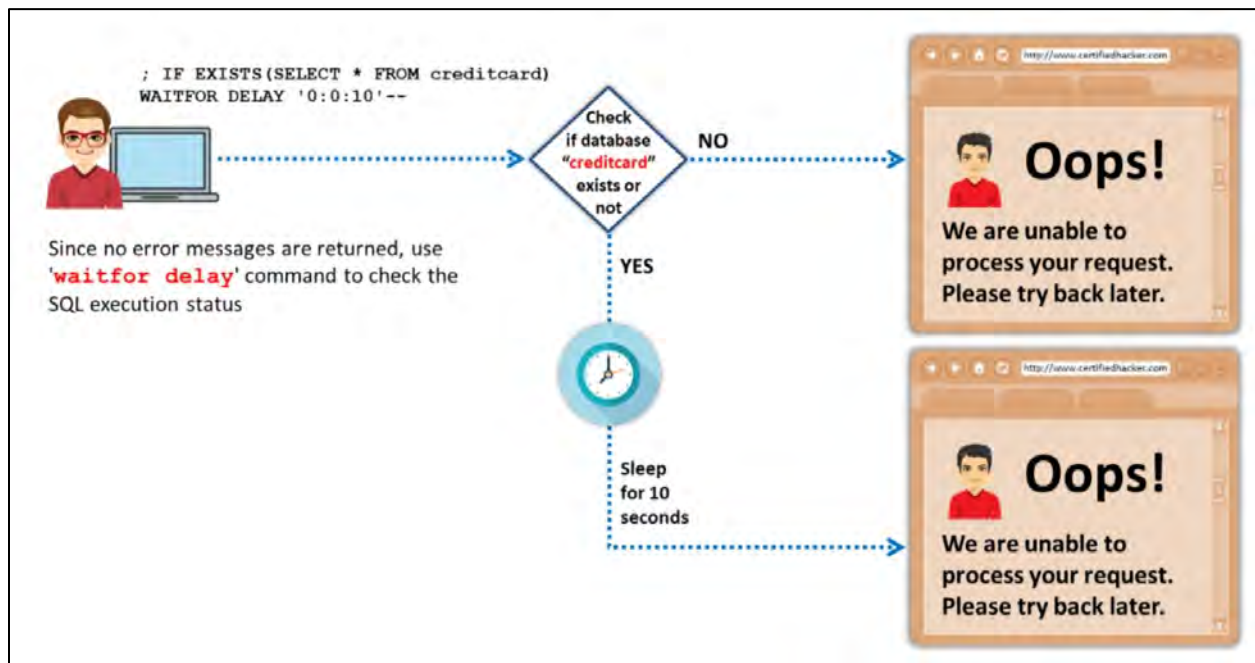 ; IF EXISTS(SELECT * FROM creditcard)
WAITFOR DELAY '0:0:10'--
Since no error messages are returned, use
'waitfor delay' command to check the
SQL execution status
Check
if database
“creditcard”
exists or
not
NO
YES
Sleep
for 10
seconds
http://www.certifiedhacker.com
Oops!
We are unable to
process your request.
Please try back later.
http://www.certifiedhacker.com
Oops!
We are unable to
process your request.
Please try back later.